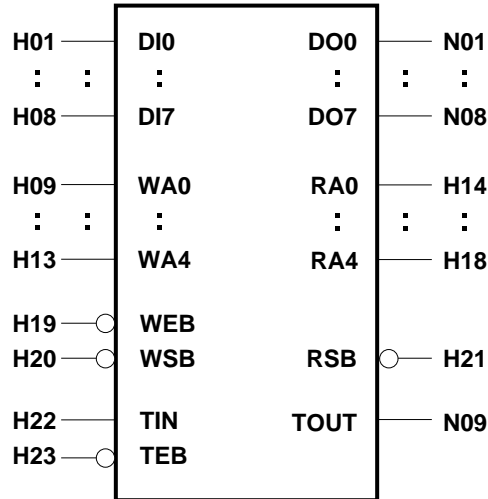 H01 DI0 DO0 N01
: : : : : :
H08 DI7 DO7 N08
H09 WA0 RA0 H14
: : : : : :
H13 WA4 RA4 H18
H19 WEB
H20 WSB RSB H21
H22 TIN TOUT N09
H23 TEB